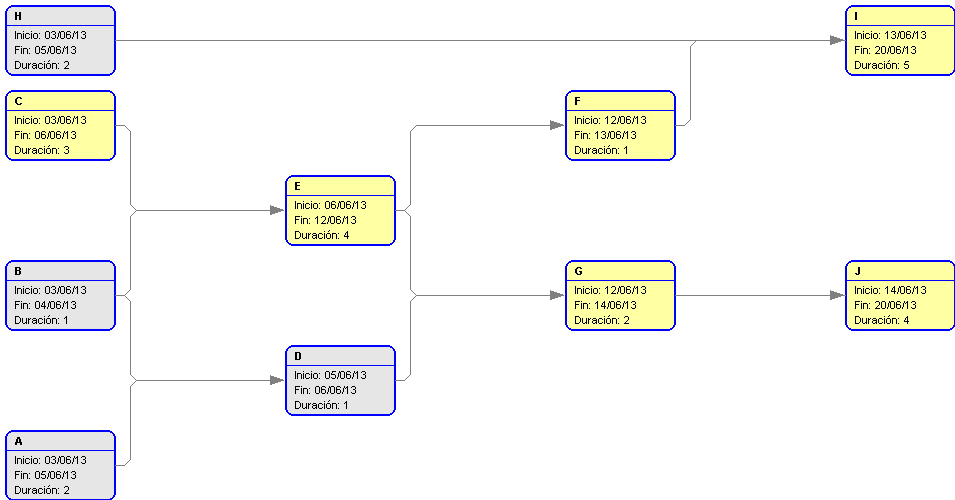 H
Inicio: 03/06/13
Fin: 05/06/13
Duración: 2
I
Inicio: 13/06/13
Fin: 20/06/13
Duración: 5
C
Inicio: 03/06/13
Fin: 06/06/13
Duración: 3
F
Inicio: 12/06/13
Fin: 13/06/13
Duración: 1
E
Inicio: 06/06/13
Fin: 12/06/13
Duración: 4
B
Inicio: 03/06/13
Fin: 04/06/13
Duración: 1
G
Inicio: 12/06/13
Fin: 14/06/13
Duración: 2
J
Inicio: 14/06/13
Fin: 20/06/13
Duración: 4
D
Inicio: 05/06/13
Fin: 06/06/13
Duración: 1
A
Inicio: 03/06/13
Fin: 05/06/13
Duración: 2